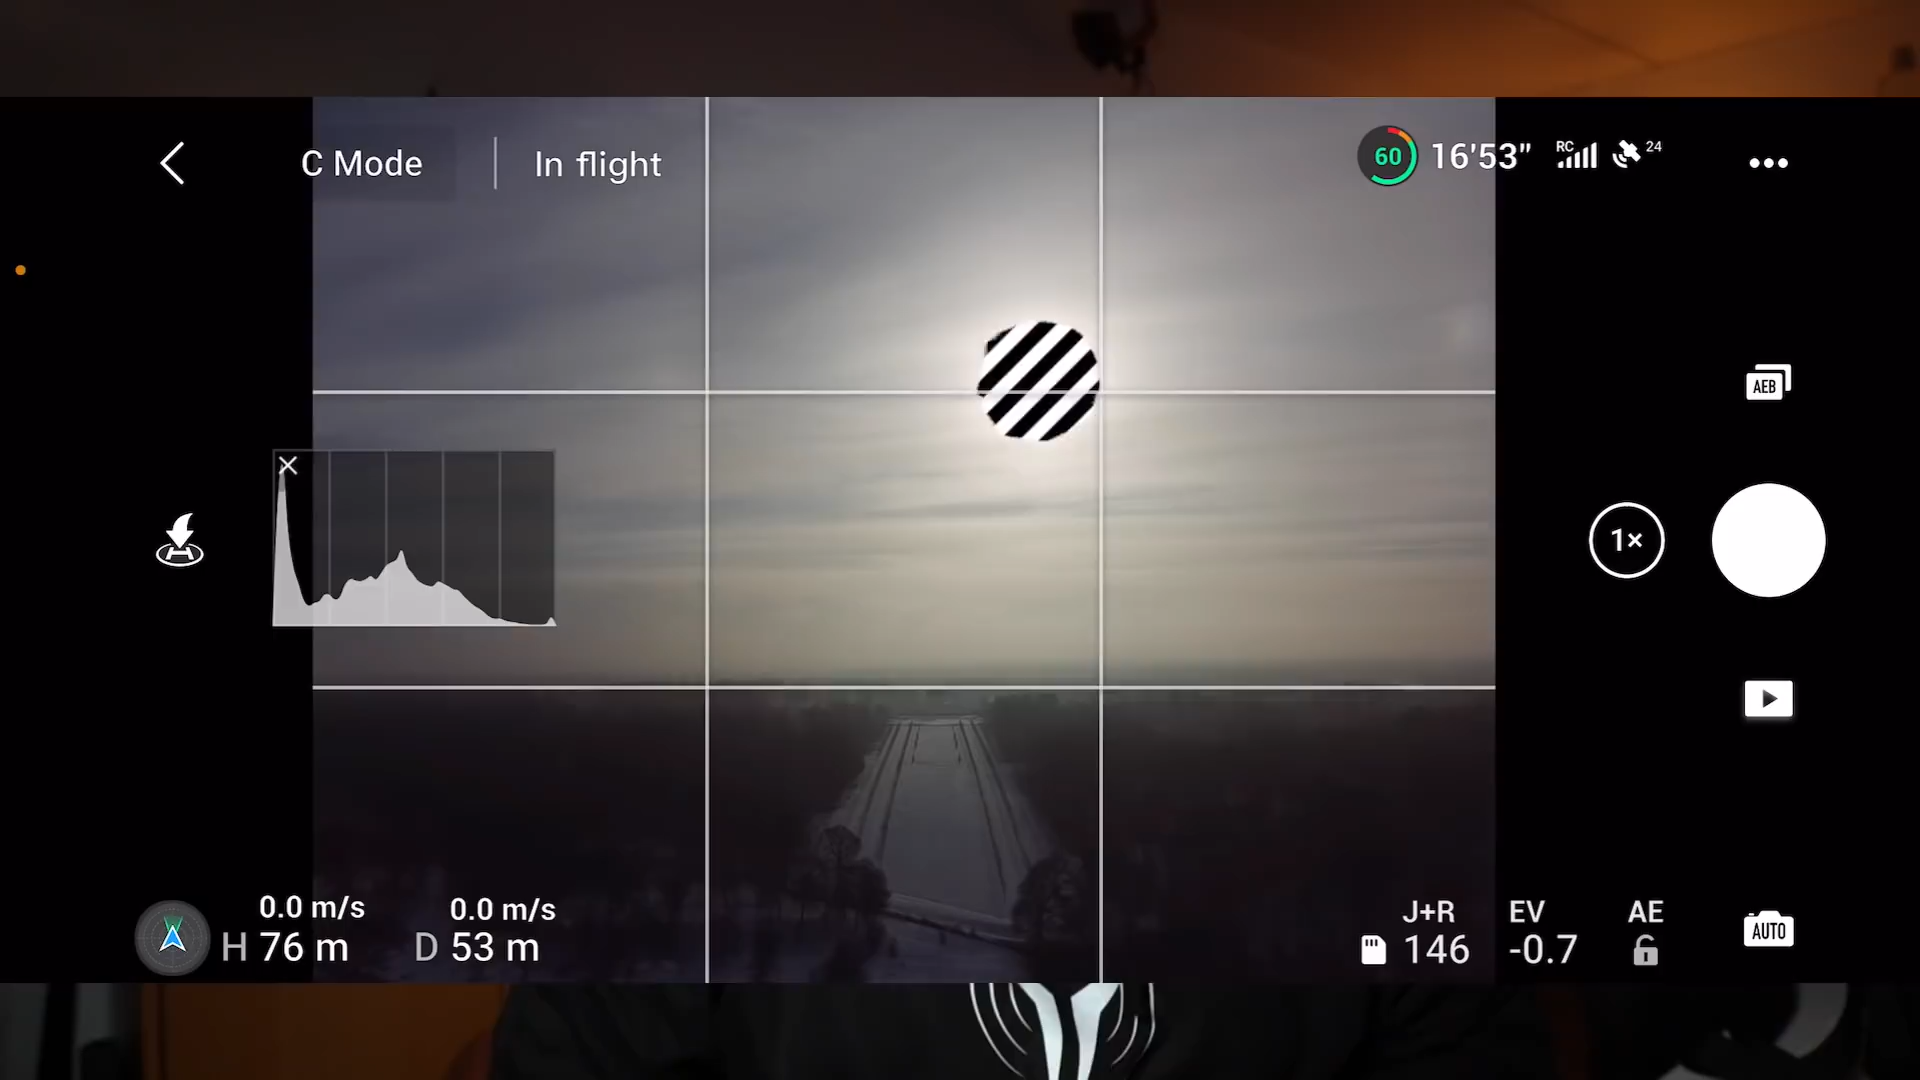 C Mode
In flight
60
16'53"
RC
24
AEB
1×
0.0 m/s
0.0 m/s
H 76 m
D 53 m
J+R
146
EV
-0.7
AE
AUTO